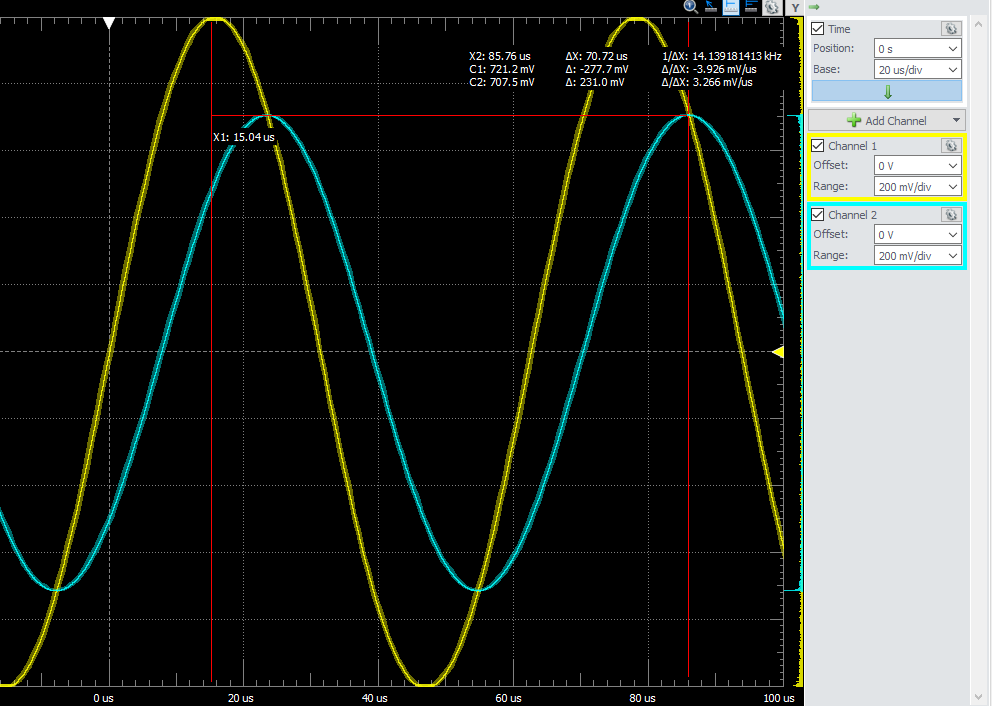 Y
X2: 85.76 us ΔX: 70.72 us 1/ΔX: 14.139181413 kHz
C1: 721.2 mV Δ: -277.7 mV Δ/ΔX: -3.926 mV/us
C2: 707.5 mV Δ: 231.0 mV Δ/ΔX: 3.266 mV/us
X1: 15.04 us
0 us 20 us 40 us 60 us 80 us 100 us
Time
Position: 0 s
Base: 20 us/div
Add Channel
Channel 1
Offset: 0 V
Range: 200 mV/div
Channel 2
Offset: 0 V
Range: 200 mV/div